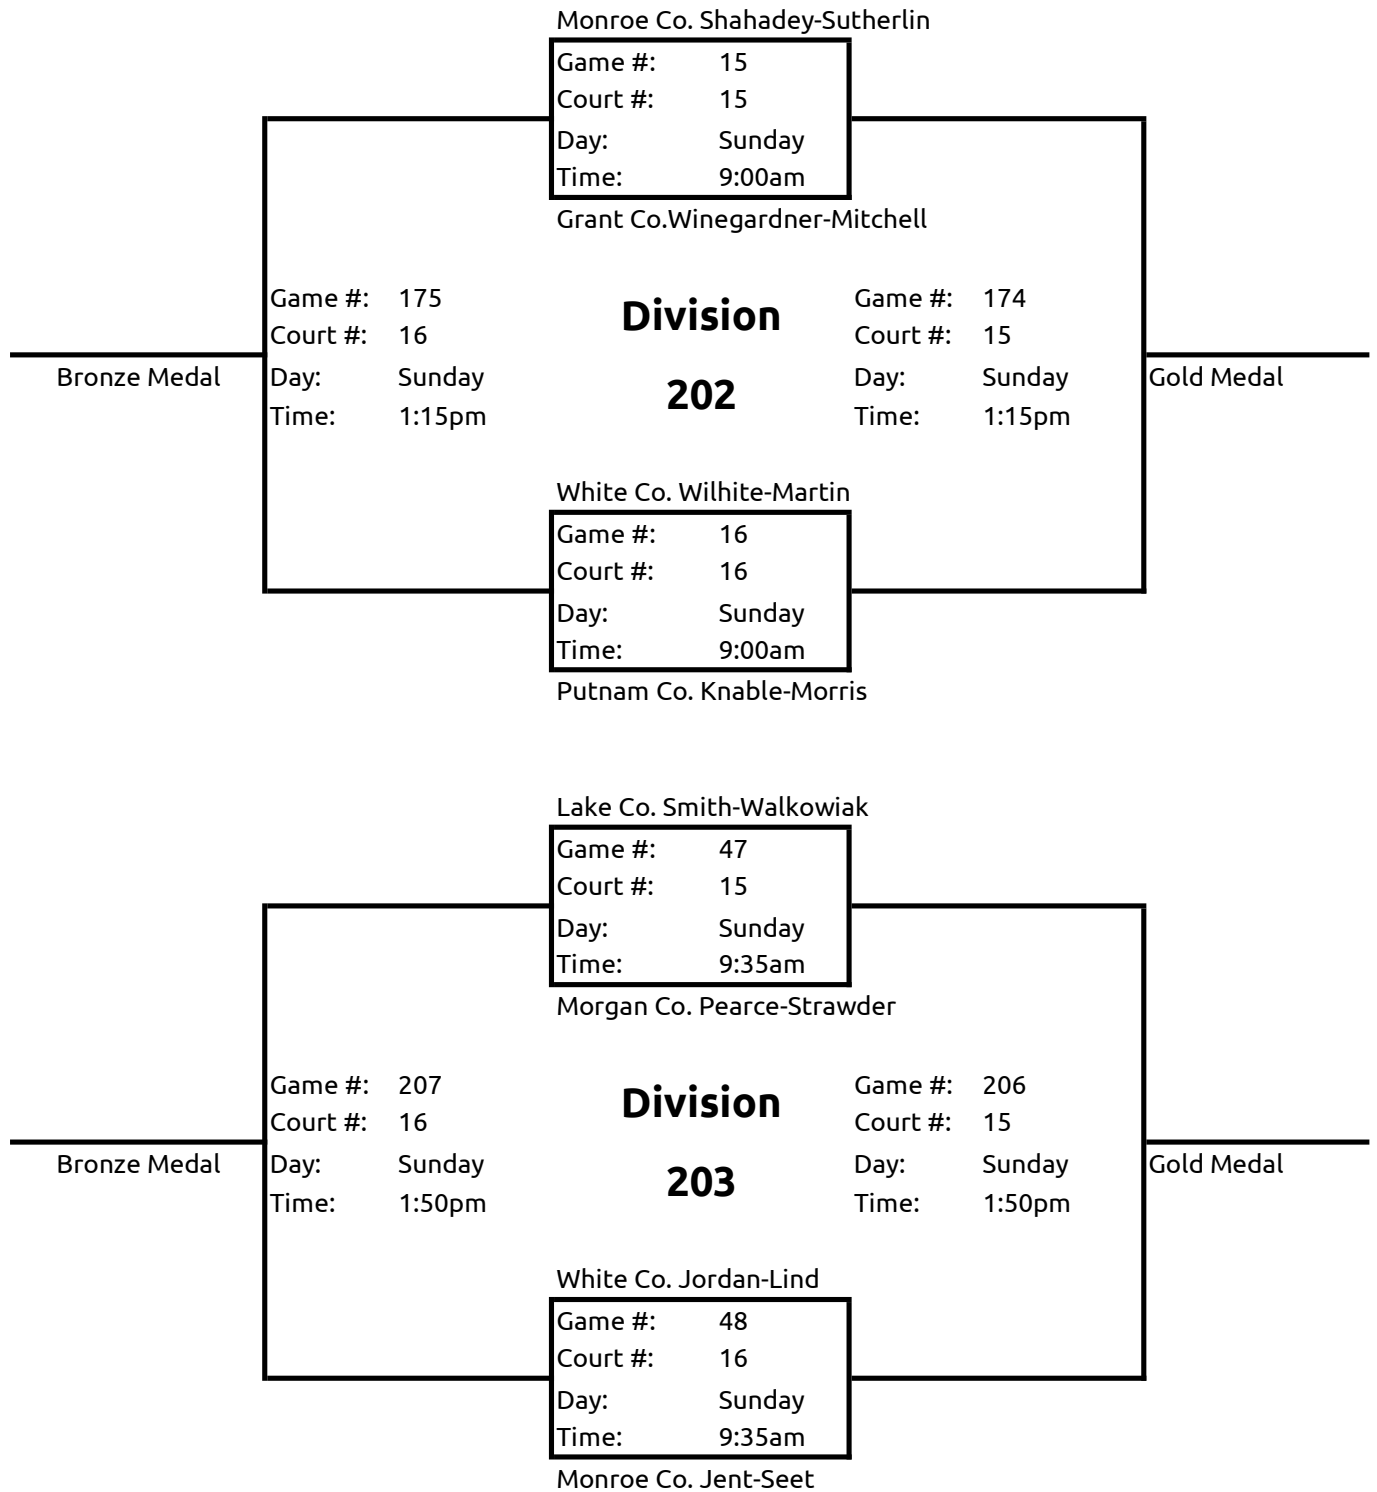 Monroe Co. Shahadey-Sutherlin
Game #: 15
Court #: 15
Day: Sunday
Time: 9:00am
Grant Co.Winegardner-Mitchell
Game #: 175
Court #: 16
Day: Sunday
Time: 1:15pm
Bronze Medal
Division
202
Game #: 174
Court #: 15
Day: Sunday
Time: 1:15pm
Gold Medal
White Co. Wilhite-Martin
Game #: 16
Court #: 16
Day: Sunday
Time: 9:00am
Putnam Co. Knable-Morris
Lake Co. Smith-Walkowiak
Game #: 47
Court #: 15
Day: Sunday
Time: 9:35am
Morgan Co. Pearce-Strawder
Game #: 207
Court #: 16
Day: Sunday
Time: 1:50pm
Bronze Medal
Division
203
Game #: 206
Court #: 15
Day: Sunday
Time: 1:50pm
Gold Medal
White Co. Jordan-Lind
Game #: 48
Court #: 16
Day: Sunday
Time: 9:35am
Monroe Co. Jent-Seet